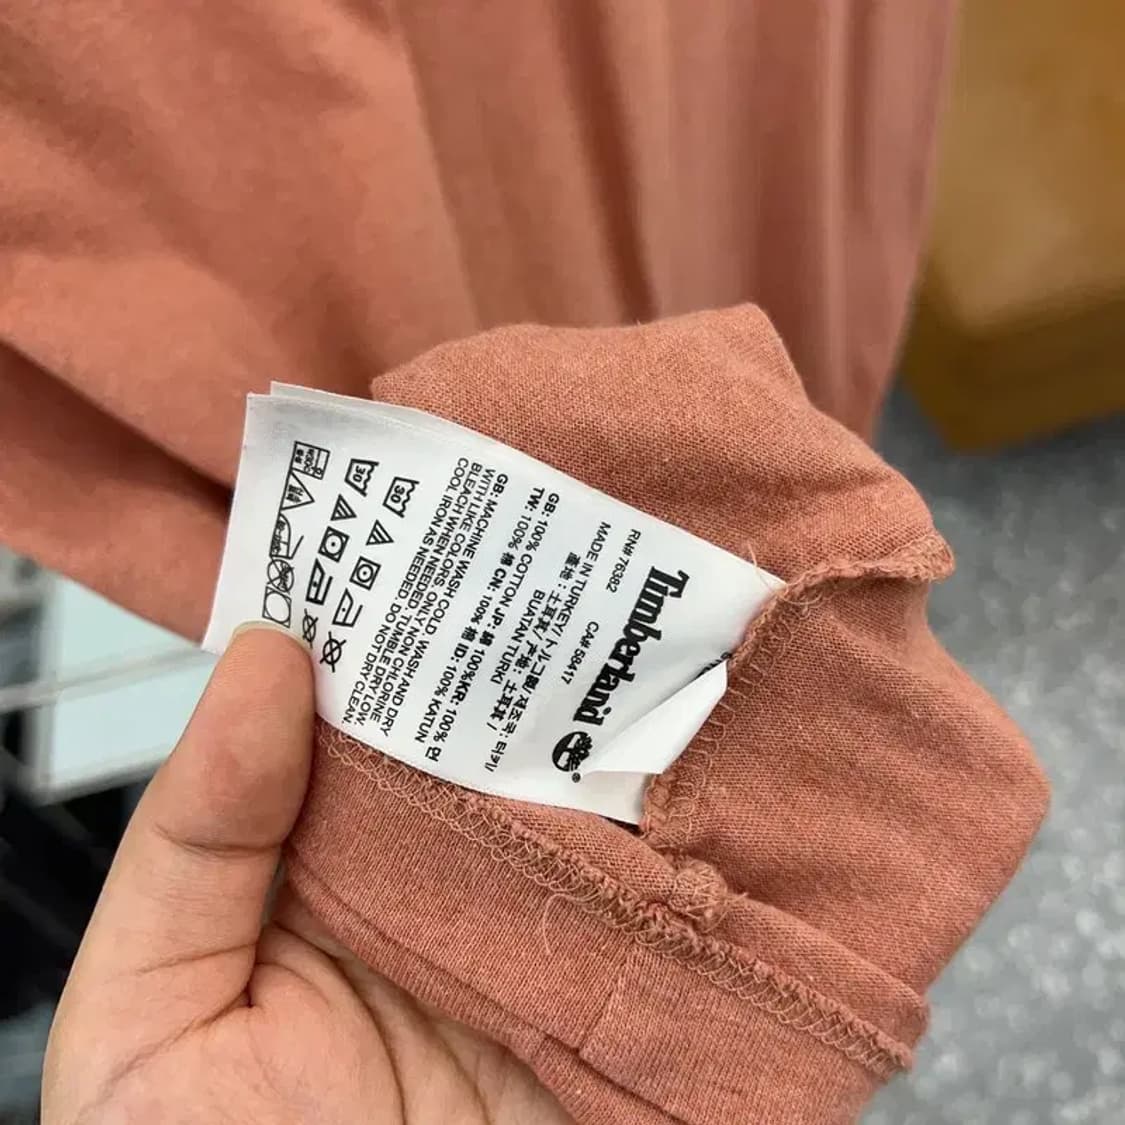 Timberland ®
RN# 76382 CA# 58417
MADE IN TURKEY/トルコ製/제조국: 터키/
產地：土耳其/产地：土耳其/
BUATAN TURKI
GB: 100% COTTON JP: 綿 100%KR: 100% 면
TW: 100% 棉 CN: 100% 棉 ID: 100% KATUN
GB: MACHINE WASH COLD. WASH AND DRY
WITH LIKE COLORS. ONLY NON CHLORINE
BLEACH WHEN NEEDED. TUMBLE DRY LOW.
COOL IRON AS NEEDED. DO NOT DRY CLEAN.
30
30